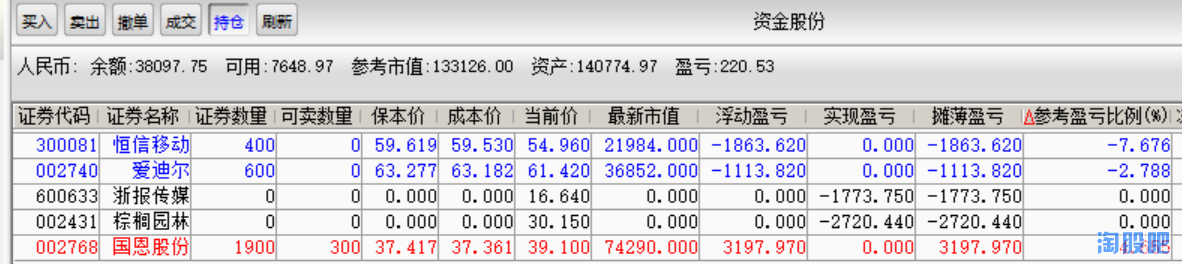 买入 卖出 撤单 成交 持仓 刷新 资金股份
人民币: 余额:38097.75 可用:7648.97 参考市值:133126.00 资产:140774.97 盈亏:220.53
证券代码 证券名称 证券数量 可卖数量 保本价 成本价 当前价 最新市值 浮动盈亏 实现盈亏 摊薄盈亏 参考盈亏比例(%)
300081 恒信移动 400 0 59.619 59.530 54.960 21984.000 -1863.620 0.000 -1863.620 -7.676
002740 爱迪尔 600 0 63.277 63.182 61.420 36852.000 -1113.820 0.000 -1113.820 -2.788
600633 浙报传媒 0 0 0.000 0.000 16.640 0.000 0.000 -1773.750 -1773.750 0.000
002431 棕榈园林 0 0 0.000 0.000 30.150 0.000 0.000 -2720.440 -2720.440 0.000
002768 国恩股份 1900 300 37.417 37.361 39.100 74290.000 3197.970 0.000 3197.970
淘股吧